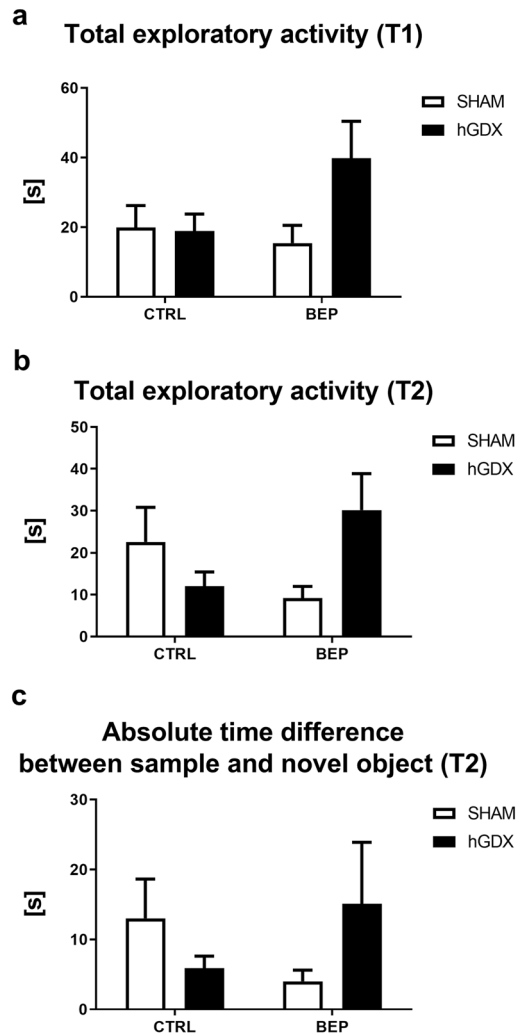 a
Total exploratory activity (T1)
60
40
20
0
[s]
SHAM
hGDX
CTRL
BEP
b
Total exploratory activity (T2)
50
40
30
20
10
0
[s]
SHAM
hGDX
CTRL
BEP
c
Absolute time difference
between sample and novel object (T2)
30
20
10
0
[s]
SHAM
hGDX
CTRL
BEP